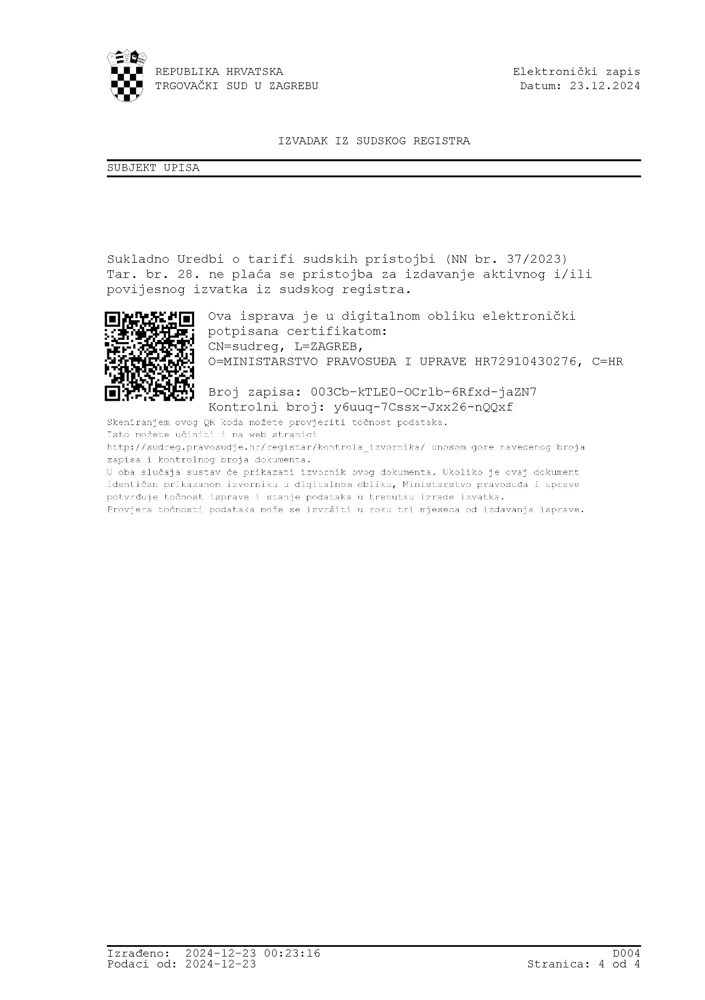 REPUBLIKA HRVATSKA
TRGOVAČKI SUD U ZAGREBU
Elektronički zapis
Datum: 23.12.2024
IZVADAK IZ SUDSKOG REGISTRA
SUBJEKT UPISA
Sukladno Uredbi o tarifi sudskih pristojbi (NN br. 37/2023)
Tar. br. 28. ne plaća se pristojba za izdavanje aktivnog i/ili
povijesnog izvatka iz sudskog registra.
Ova isprava je u digitalnom obliku elektronički
potpisana certifikatom:
CN=sudreg, L=ZAGREB,
O=MINISTARSTVO PRAVOSUĐA I UPRAVE HR72910430276, C=HR
Broj zapisa: 003Cb-kTLE0-OCrlb-6Rfxd-jaZN7
Kontrolni broj: y6uuq-7Cssx-Jxx26-nQQxf
Skeniranjem ovog QR koda možete provjeriti točnost podataka.
Isto možete učiniti i na web stranici
http://sudreg.pravosudje.hr/registar/kontrola_izvornika/ unosom gore navedenog broja
zapisa i kontrolnog broja dokumenta.
U oba slučaja sustav će prikazati izvornik ovog dokumenta. Ukoliko je ovaj dokument
identičan prikazanom izvorniku u digitalnom obliku, Ministarstvo pravosuđa i uprave
potvrđuje točnost isprave i stanje podataka u trenutku izrade izvatka.
Provjera točnosti podataka može se izvršiti u roku tri mjeseca od izdavanja isprave.
Izrađeno: 2024-12-23 00:23:16
Podaci od: 2024-12-23
D004
Stranica: 4 od 4